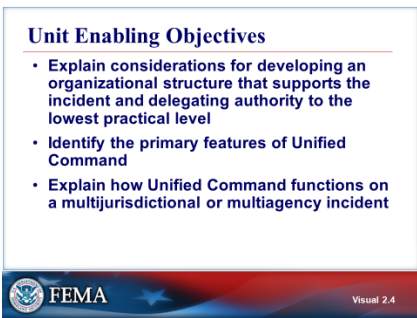 Unit Enabling Objectives
• Explain considerations for developing an
organizational structure that supports the
incident and delegating authority to the
lowest practical level
• Identify the primary features of Unified
Command
• Explain how Unified Command functions on
a multijurisdictional or multiagency incident
FEMA
Visual 2.4